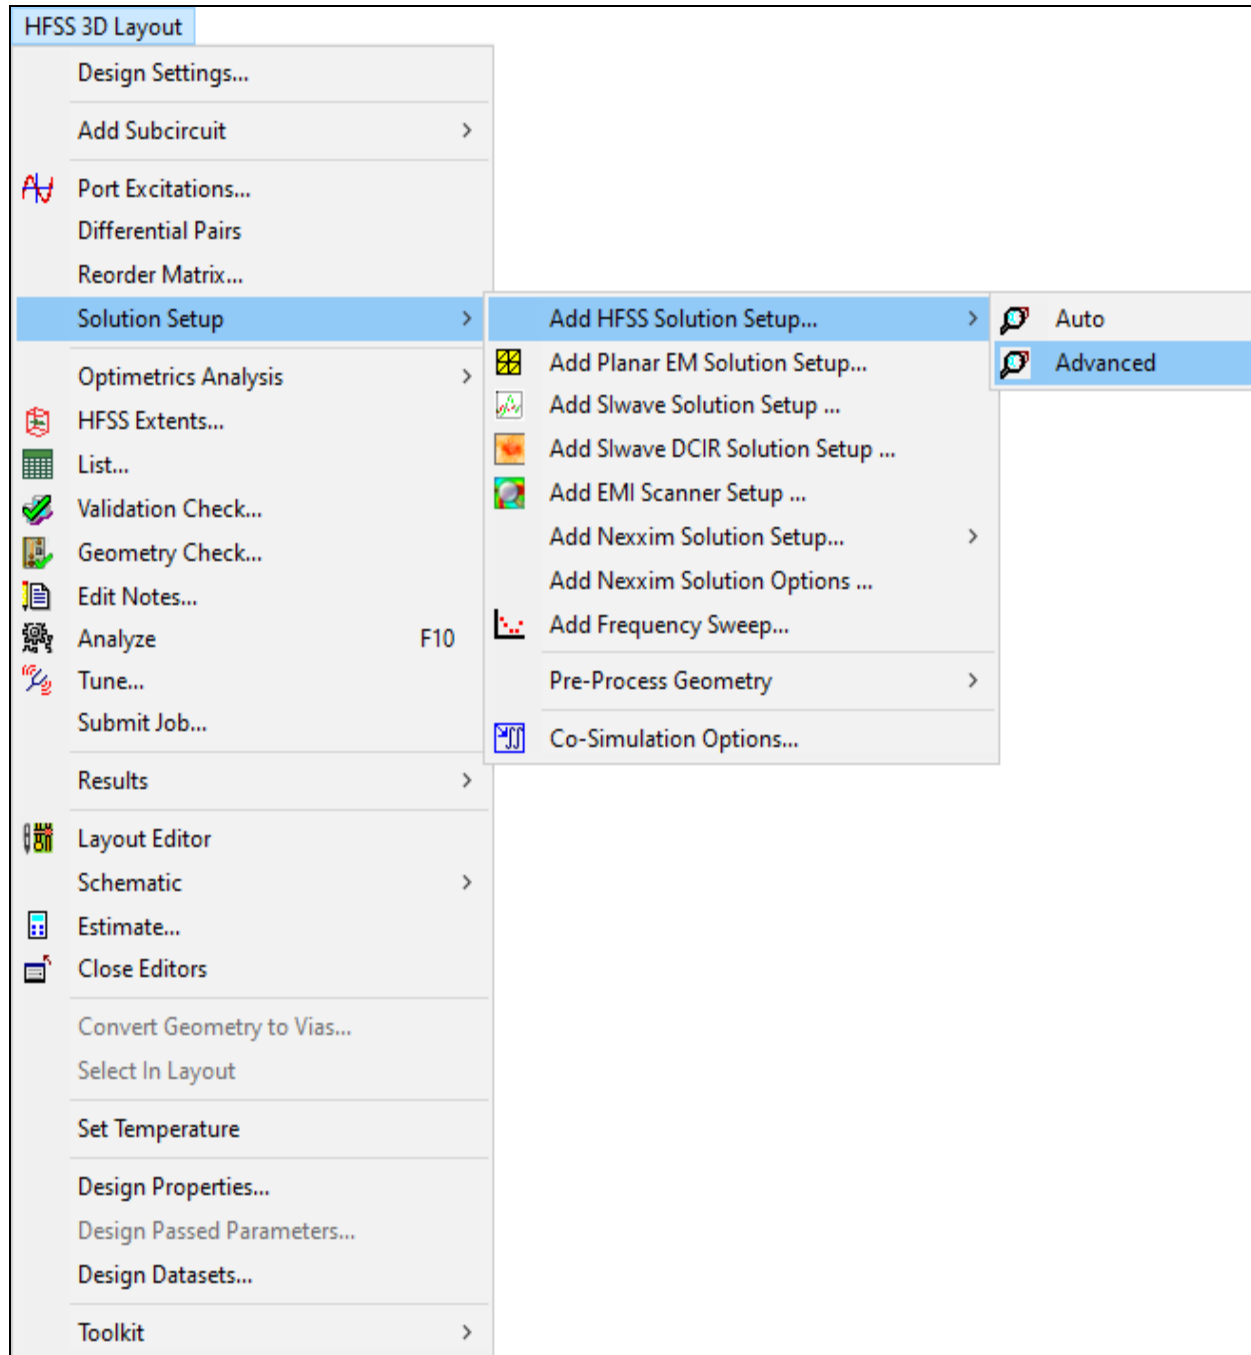 HFSS 3D Layout
Design Settings...
Add Subcircuit
Port Excitations...
Differential Pairs
Reorder Matrix...
Solution Setup
Optimetrics Analysis
HFSS Extents...
List...
Validation Check...
Geometry Check...
Edit Notes...
Analyze F10
Tune...
Submit Job...
Results
Layout Editor
Schematic
Estimate...
Close Editors
Convert Geometry to Vias...
Select In Layout
Set Temperature
Design Properties...
Design Passed Parameters...
Design Datasets...
Toolkit
Add HFSS Solution Setup...
Add Planar EM Solution Setup...
Add SIwave Solution Setup ...
Add SIwave DCIR Solution Setup ...
Add EMI Scanner Setup ...
Add Nexxim Solution Setup...
Add Nexxim Solution Options ...
Add Frequency Sweep...
Pre-Process Geometry
Co-Simulation Options...
Auto
Advanced